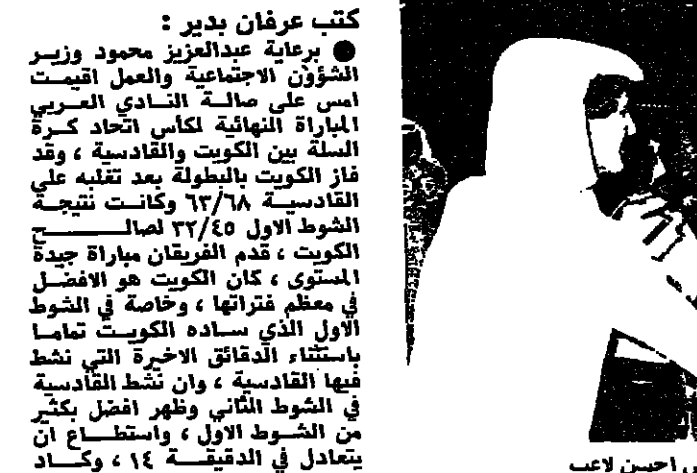 كتب عرفان بدير :
● برعاية عبدالعزيز محمود وزير
الشؤون الاجتماعية والعمل اقيمت
امس على صالة النادي العربي
المباراة النهائية لكأس اتحاد كرة
السلة بين الكويت والقادسية ، وقد
فاز الكويت بالبطولة بعد تغلبه على
القادسية ٦٣/٦٨ وكانت نتيجة
الشوط الاول ٣٢/٤٥ لصالح
الكويت ، قدم الفريقان مباراة جيدة
المستوى ، كان الكويت هو الافضل
في معظم فتراتها ، وخاصة في الشوط
الاول الذي ساده الكويت تماما
باستثناء الدقائق الاخيرة التي نشط
فيها القادسية ، وان نشط القادسية
في الشوط الثاني وظهر افضل بكثير
من الشوط الاول ، واستطاع ان
يتعادل في الدقيقة ١٤ ، وكاد
احسن لاعب